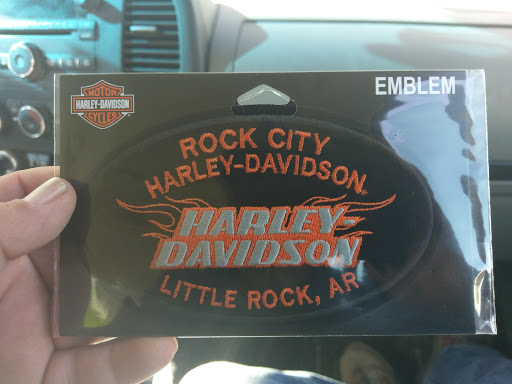 MOTOR
HARLEY-DAVIDSON
CYCLES
EMBLEM
ROCK CITY
HARLEY-DAVIDSON
HARLEY-
DAVIDSON
LITTLE ROCK, AR